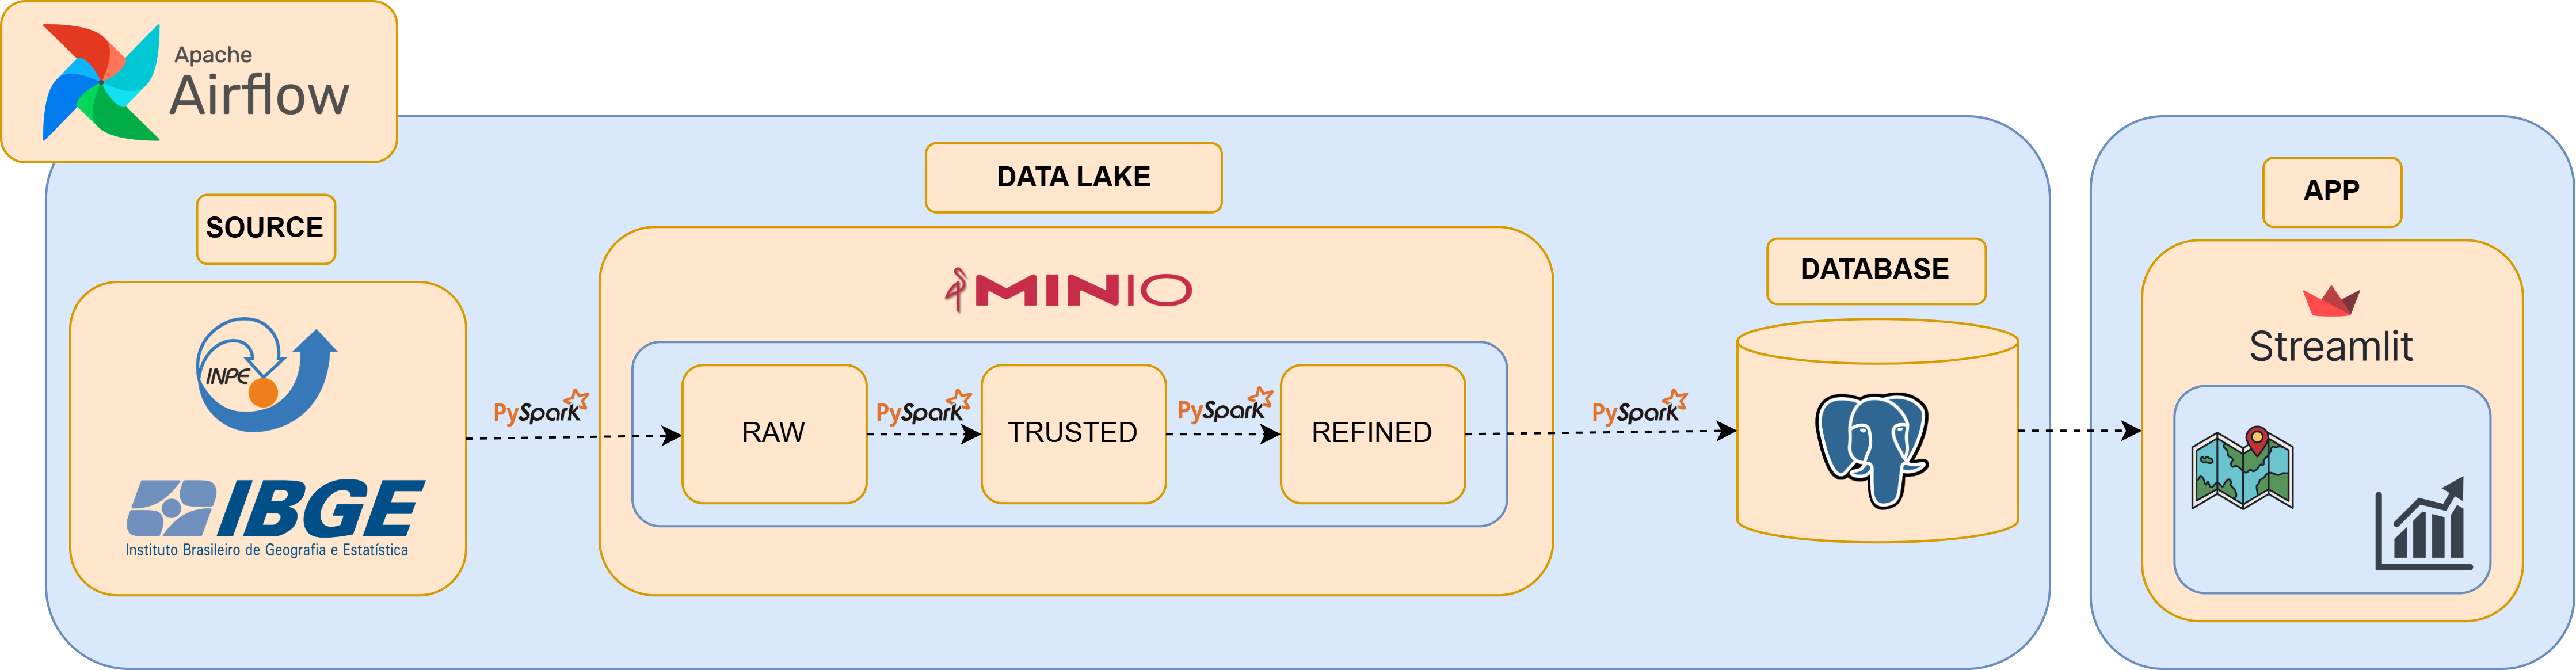 Apache
Airflow
SOURCE
INPE
IBGE
Instituto Brasileiro de Geografia e Estatística
PySpark
DATA LAKE
MINIO
RAW
PySpark
TRUSTED
PySpark
REFINED
PySpark
DATABASE
APP
Streamlit